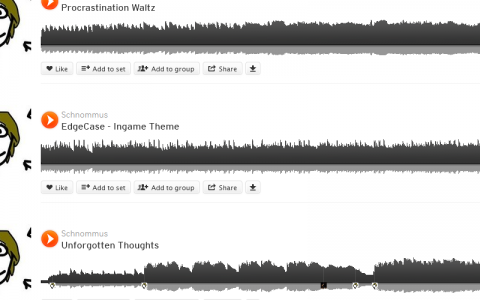 Procrastination Waltz
Like Add to set Add to group Share
Schnommus
EdgeCase - Ingame Theme
Like Add to set Add to group Share
Schnommus
Unforgotten Thoughts